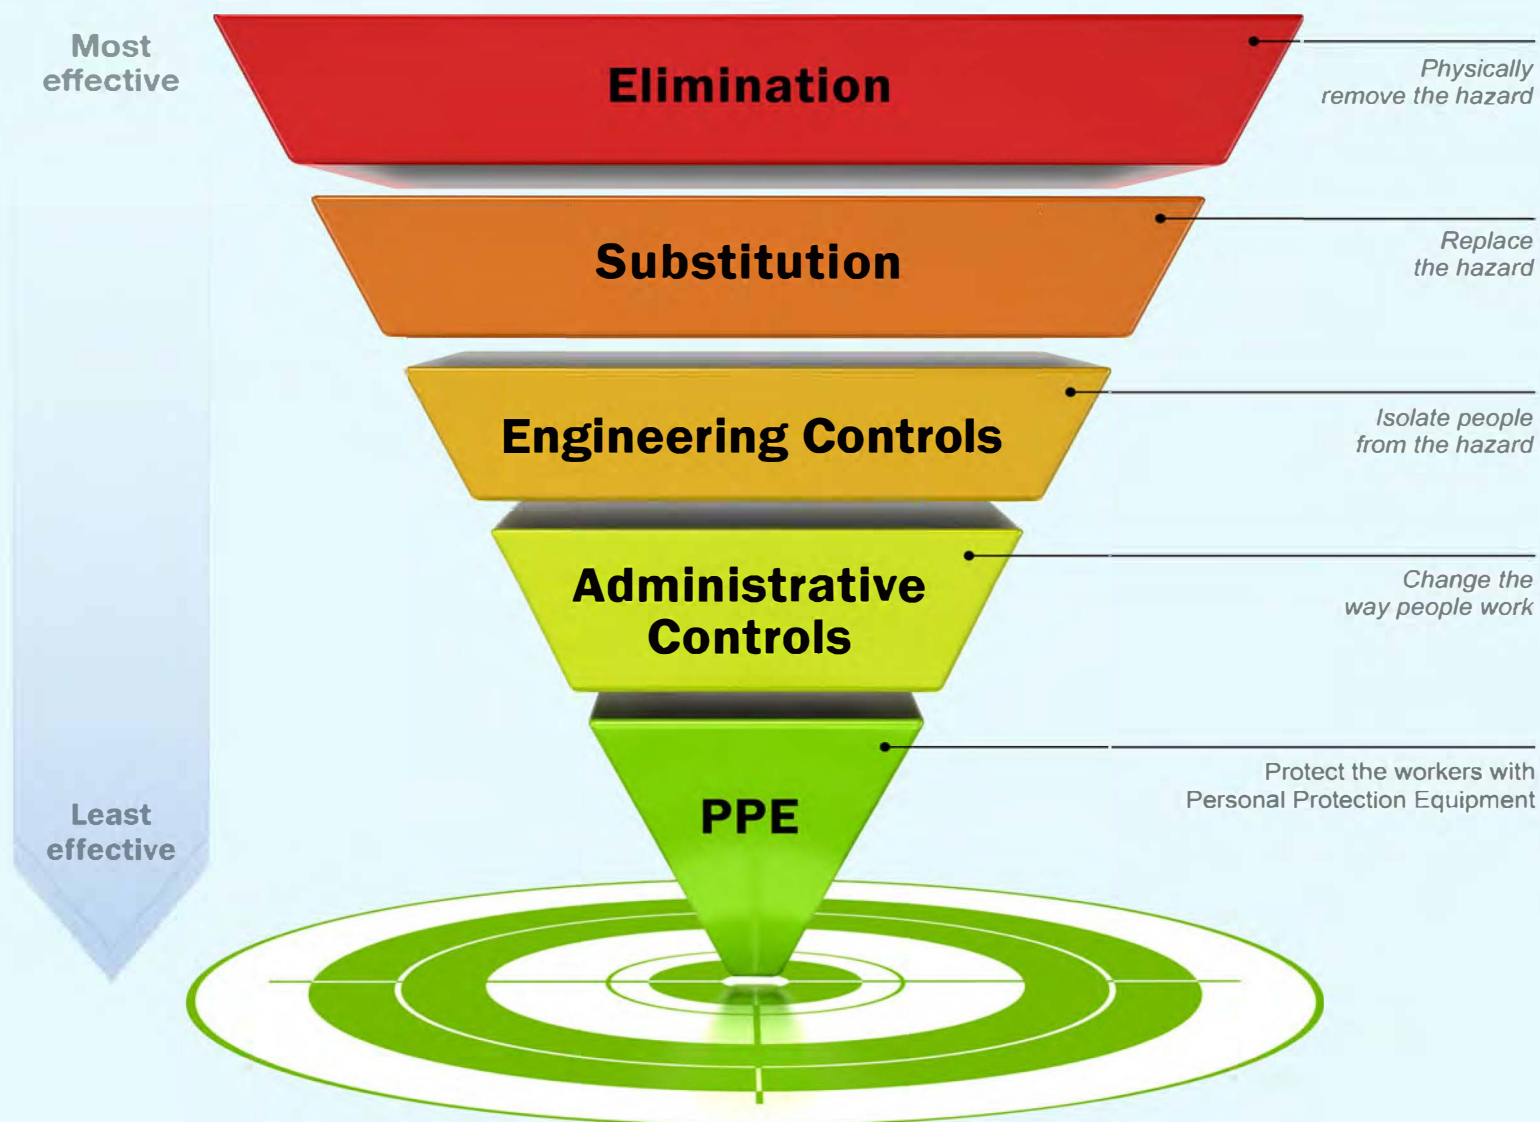 Most
effective
Elimination
Physically
remove the hazard
Substitution
Replace
the hazard
Engineering Controls
Isolate people
from the hazard
Administrative
Controls
Change the
way people work
PPE
Protect the workers with
Personal Protection Equipment
Least
effective